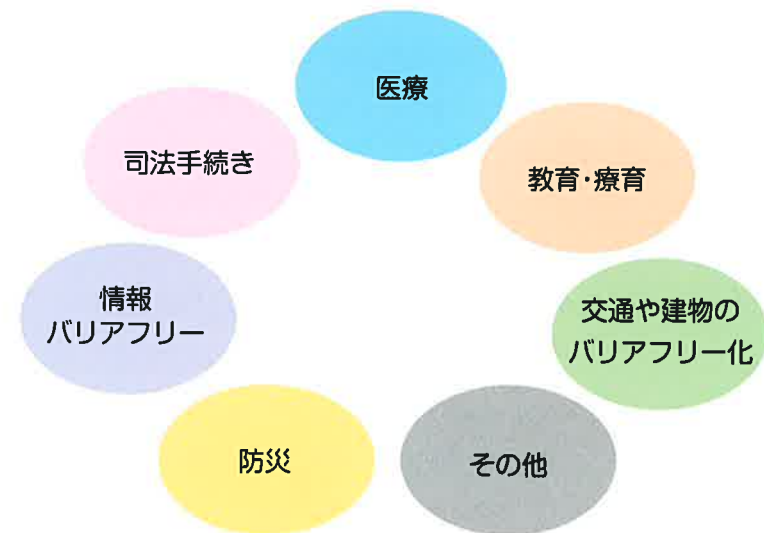 医療
教育・療育
交通や建物の
バリアフリー化
その他
防災
情報
バリアフリー
司法手続き